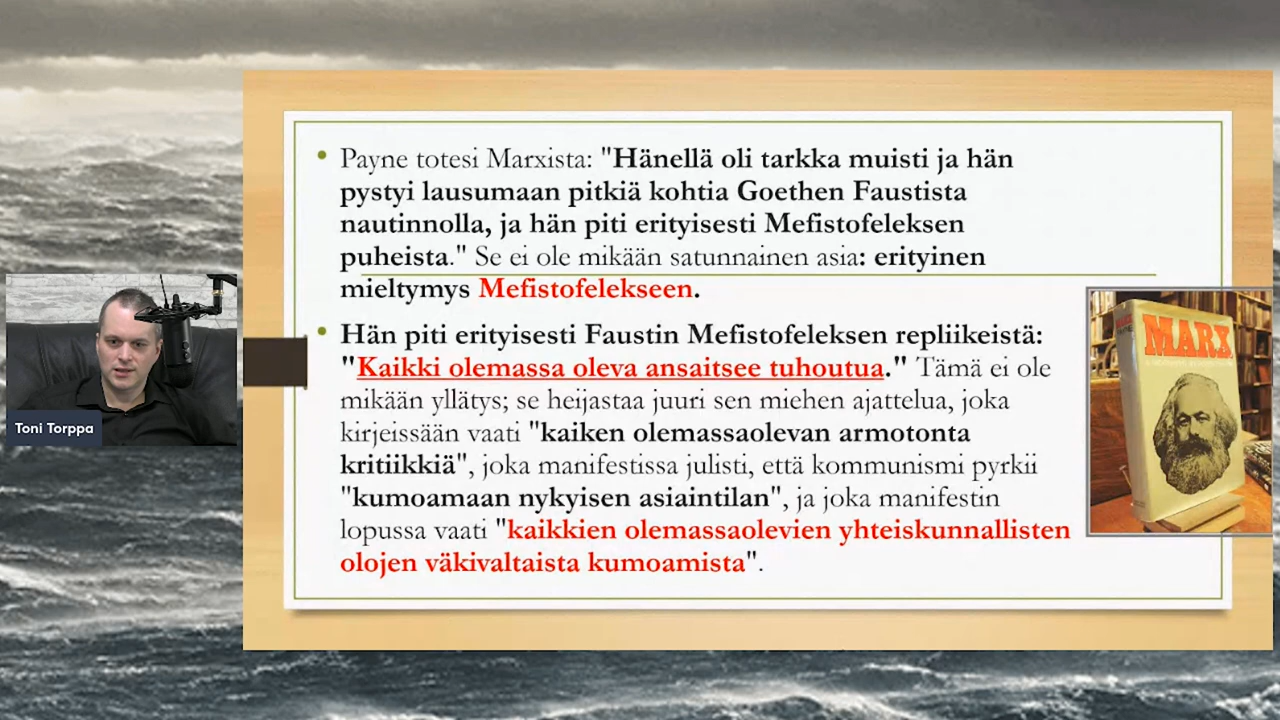 Payne totesi Marxista: "Hänellä oli tarkka muisti ja hän
pystyi lausumaan pitkiä kohtia Goethen Faustista
nautinnolla, ja hän piti erityisesti Mefistofeleksen
puheista." Se ei ole mikään satunnainen asia: erityinen
mieltymys Mefistofelekseen.
Hän piti erityisesti Faustin Mefistofeleksen repliikeistä:
"Kaikki olemassa oleva ansaitsee tuhoutua." Tämä ei ole
mikään yllätys; se heijastaa juuri sen miehen ajattelua, joka
kirjeissään vaati "kaiken olemassaolevan armotonta
kritiikkiä", joka manifestissa julisti, että kommunismi pyrkii
"kumoamaan nykyisen asiaintilan", ja joka manifestin
lopussa vaati "kaikkien olemassaolevien yhteiskunnallisten
olojen väkivaltaista kumoamista".
MARX
Toni Torppa